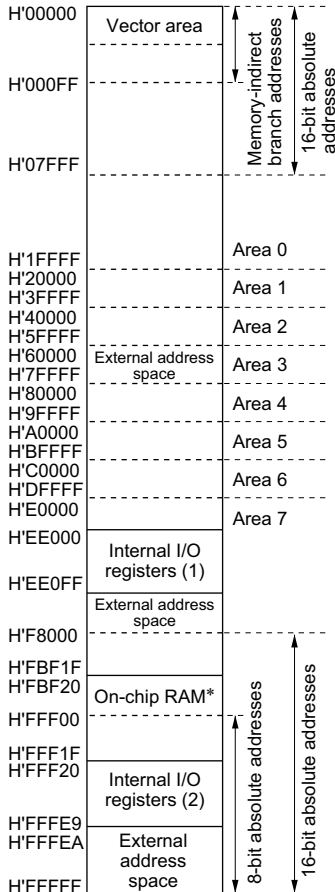 H'00000
Vector area
H'000FF
Memory-indirect
branch addresses
16-bit absolute
addresses
H'07FFF
H'1FFFF
Area 0
H'20000
H'3FFFF
Area 1
H'40000
H'5FFFF
Area 2
H'60000
H'7FFFF
External address
space
Area 3
H'80000
H'9FFFF
Area 4
H'A0000
H'BFFFF
Area 5
H'C0000
H'DFFFF
Area 6
H'E0000
Area 7
H'EE000
Internal I/O
registers (1)
H'EE0FF
External address
space
H'F8000
H'FBF1F
H'FBF20
On-chip RAM*
H'FFF00
H'FFF1F
H'FFF20
Internal I/O
registers (2)
H'FFFE9
H'FFFEA
External
address
space
H'FFFFF
8-bit absolute addresses
16-bit absolute addresses